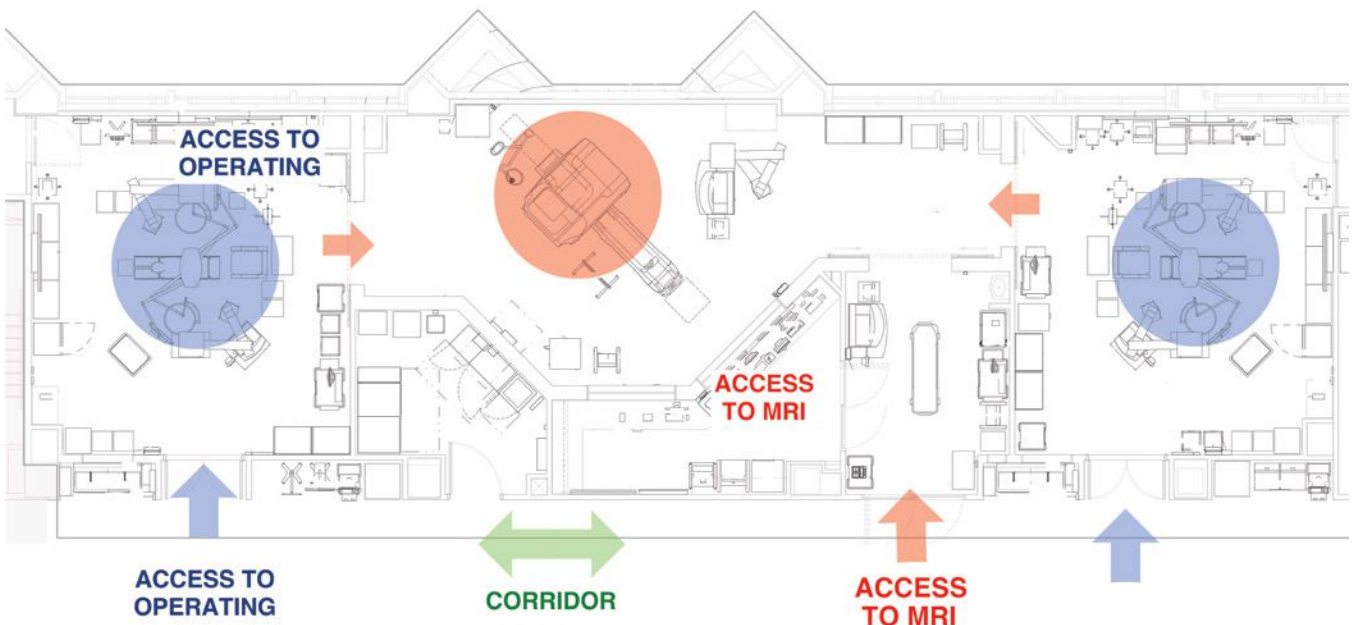 ACCESS TO
OPERATING
ACCESS
TO MRI
ACCESS TO
OPERATING
CORRIDOR
ACCESS
TO MRI